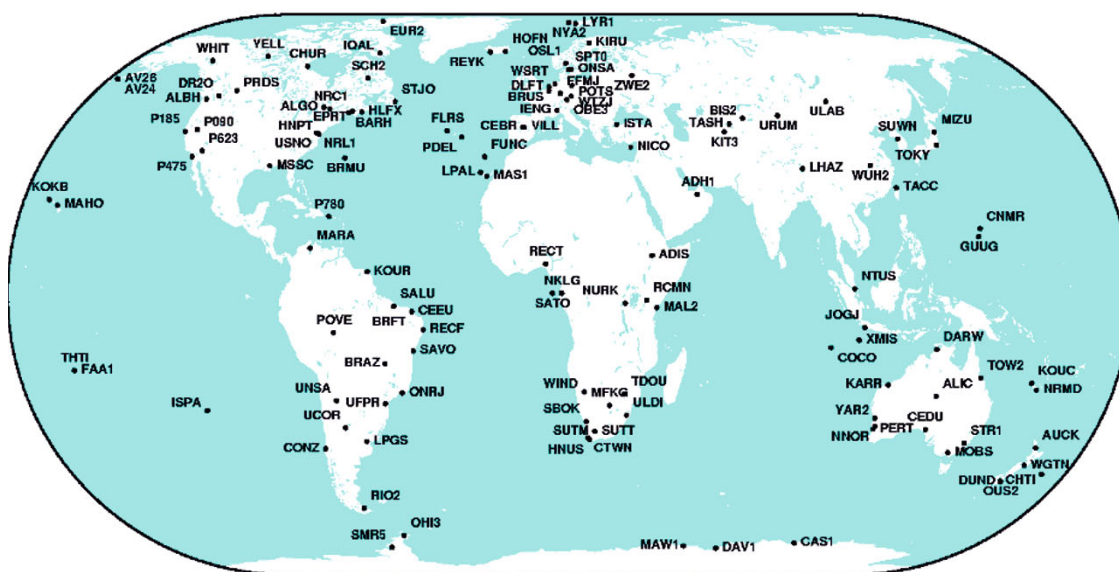 EUR2
LYR1
NYA2
HOFN
OSL1
KIRU
WHIT
YELL
CHUR
IQAL
REYK
SPT0
ONSA
AV26
AV24
DR2O
PRDS
SCH2
WSRT
EFMJ
ZWE2
DLFT
POTS
ALBH
NRC1
STJO
BRUS
WTZJ
ALGO
IENG
OBE3
BIS2
ULAB
P185
P090
EPRT
HLFX
BARH
FLRS
CEBR
VILL
ISTA
TASH
URUM
SUWN
MIZU
P623
HNPT
USNO
NRL1
PDEL
FUNC
NICO
KIT3
TOKY
P475
MSSC
BRMU
LPAL
MAS1
LHAZ
WUH2
KOKB
MAHO
ADH1
TACC
P780
CNMR
MARA
GUUG
RECT
ADIS
KOUR
NKLG
NTUS
SALU
SATO
NURK
RCMN
CEEU
MAL2
POVE
BRFT
RECF
JOGJ
XMIS
DARW
SAVO
COCO
THTI
FAA1
BRAZ
TOW2
KOUC
UNSA
ONRJ
WIND
MFKG
TDOU
KARR
ALIC
NRMD
ISPA
UFPR
SBOK
ULDI
UCOR
YAR2
CEDU
SUTM
SUTT
PERT
CONZ
LPGS
HNUS
CTWN
NNOR
STR1
AUCK
MOBS
WGTN
DUND
CHTI
OUS2
RIO2
SMR5
OHI3
MAW1
DAV1
CAS1